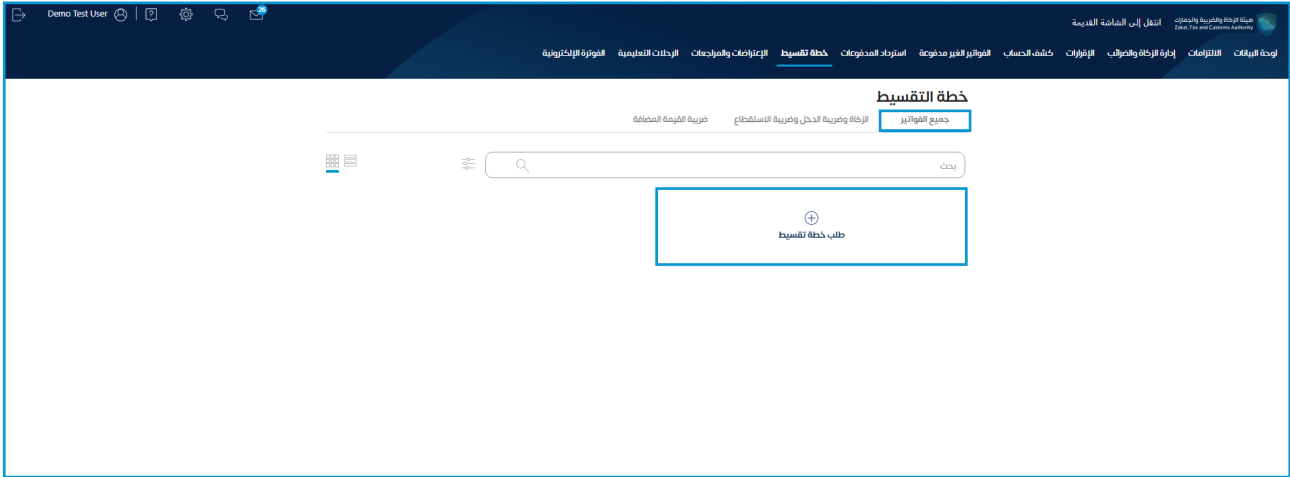 هيئة الزكاة والضريبة والجمارك
Zakat, Tax and Customs Authority
انتقل إلى الشاشة القديمة
26
Demo Test User
لوحة البيانات
الالتزامات
إدارة الزكاة والضرائب
الإقرارات
كشف الحساب
الفواتير الغير مدفوعة
استرداد المدفوعات
خطة تقسيط
الإعتراضات والمراجعات
الرحلات التعليمية
الفوترة الإلكترونية
خطة التقسيط
جميع الفواتير
الزكاة وضريبة الدخل وضريبة الاستقطاع
ضريبة القيمة المضافة
بحث
طلب خطة تقسيط